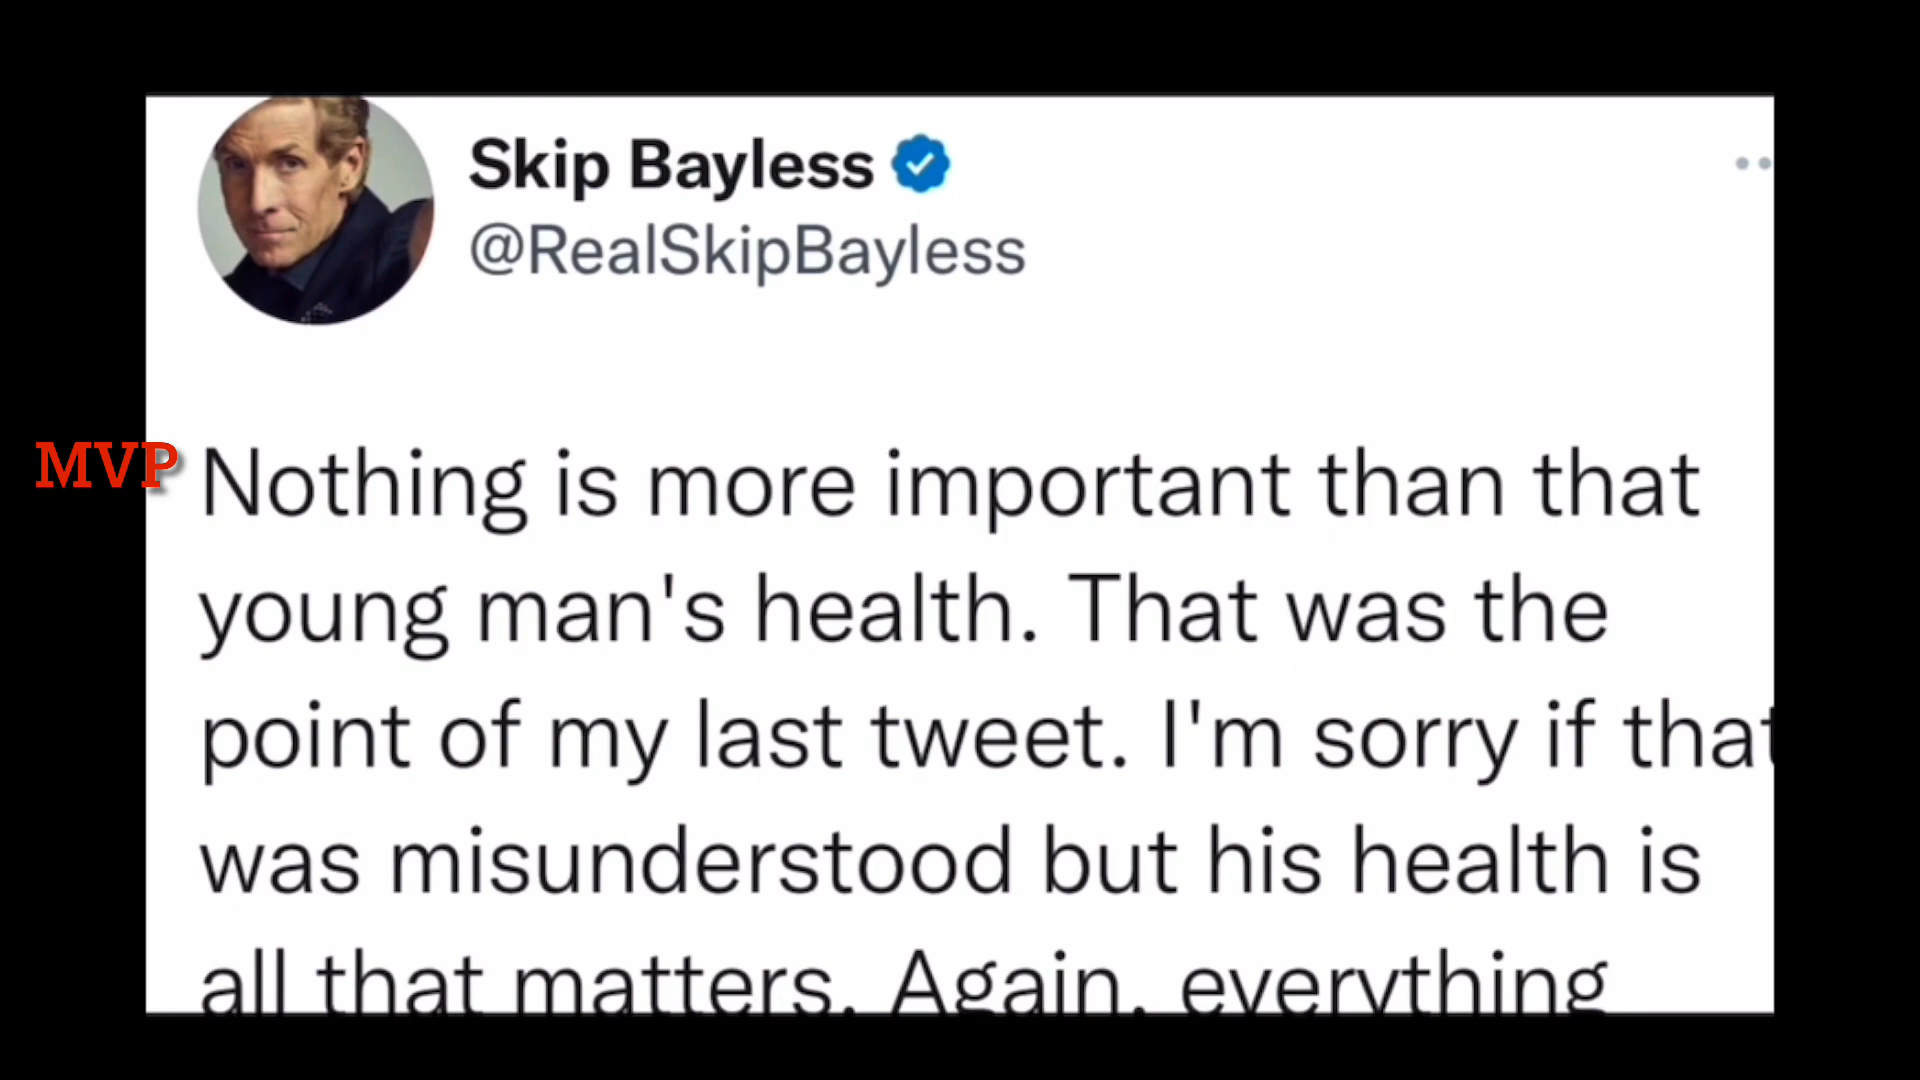 Skip Bayless
@RealSkipBayless
MVP
Nothing is more important than that
young man's health. That was the
point of my last tweet. I'm sorry if that
was misunderstood but his health is
all that matters. Again, everything